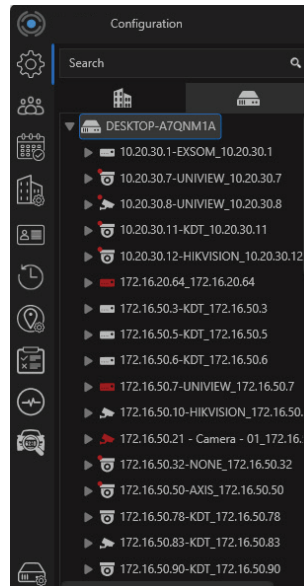 Configuration
Search
DESKTOP-A7QNM1A
10.20.30.1-EXSOM_10.20.30.1
10.20.30.7-UNIVIEW_10.20.30.7
10.20.30.8-UNIVIEW_10.20.30.8
10.20.30.11-KDT_10.20.30.11
10.20.30.12-HIKVISION_10.20.30.12
172.16.20.64_172.16.20.64
172.16.50.3-KDT_172.16.50.3
172.16.50.5-KDT_172.16.50.5
172.16.50.6-KDT_172.16.50.6
172.16.50.7-UNIVIEW_172.16.50.7
172.16.50.10-HIKVISION_172.16.50.
172.16.50.21 - Camera - 01_172.16.
172.16.50.32-NONE_172.16.50.32
172.16.50.50-AXIS_172.16.50.50
172.16.50.78-KDT_172.16.50.78
172.16.50.83-KDT_172.16.50.83
172.16.50.90-KDT_172.16.50.90